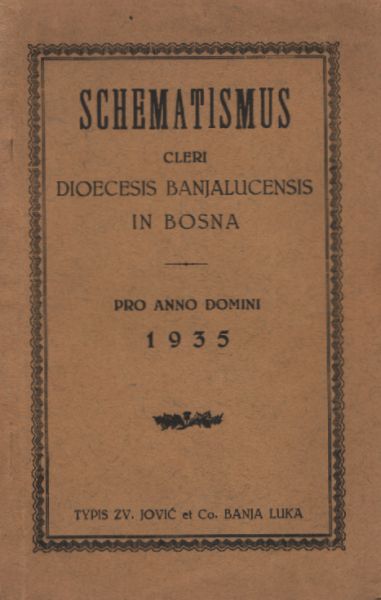 SCHEMATISMUS
CLERI
DIOECESIS BANJALUCENSIS
IN BOSNA
PRO ANNO DOMINI
1935
TYPIS ZV. JOVIĆ et Co. BANJA LUKA